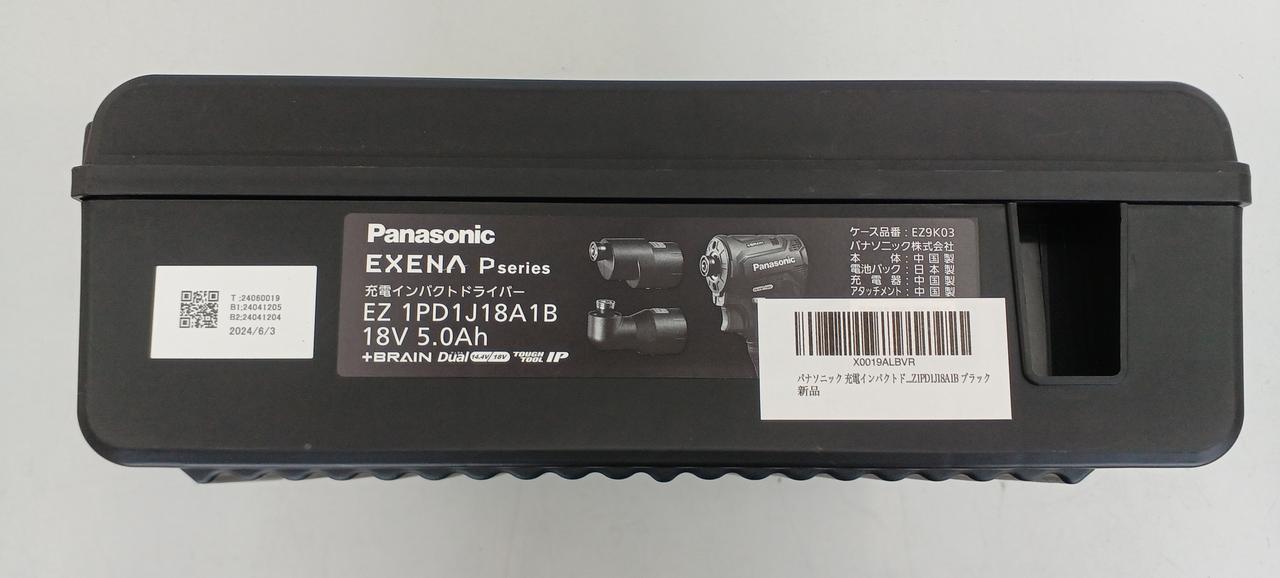 T :24060019
B1:24041205
B2:24041204
2024/6/3
Panasonic
EXENA P series
充電インパクトドライバー
EZ 1PD1J18A1B
18V 5.0Ah
+BRAIN Dual 14.4V/18V TOUGH TOOL IP
Panasonic
ケース品番 : EZ9K03
パナソニック株式会社
本体 : 中国製
電池パック : 日本製
充電器 : 中国製
アタッチメント : 中国製
X0019ALBVR
パナソニック 充電インパクトド...Z1PD1J18A1B ブラック
新品